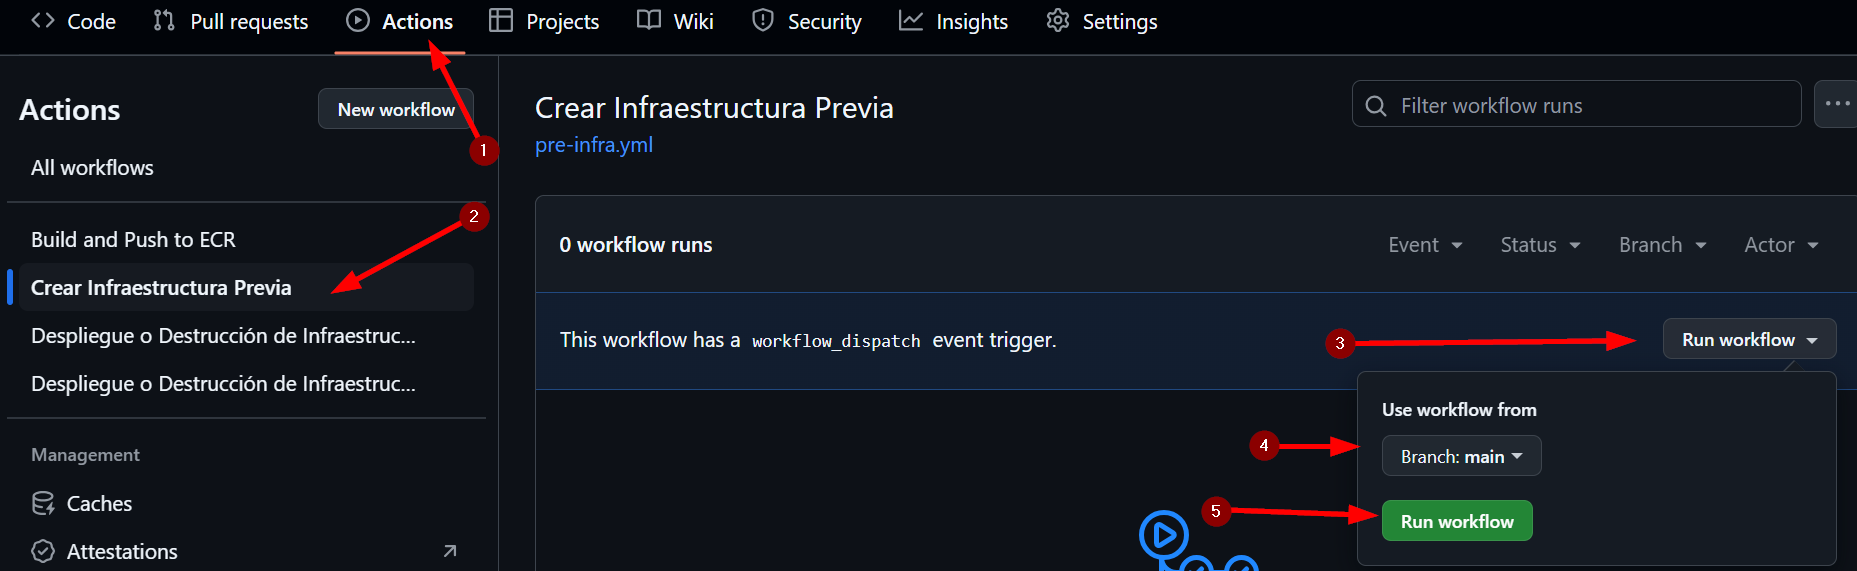 Code Pull requests Actions Projects Wiki Security Insights Settings
Actions
New workflow
1
All workflows
2
Build and Push to ECR
Crear Infraestructura Previa
Despliegue o Destrucción de Infraestruc...
Despliegue o Destrucción de Infraestruc...
Management
Caches
Attestations
Crear Infraestructura Previa
pre-infra.yml
Filter workflow runs
0 workflow runs
Event Status Branch Actor
This workflow has a workflow_dispatch event trigger.
3
Run workflow
Use workflow from
4
Branch: main
5
Run workflow